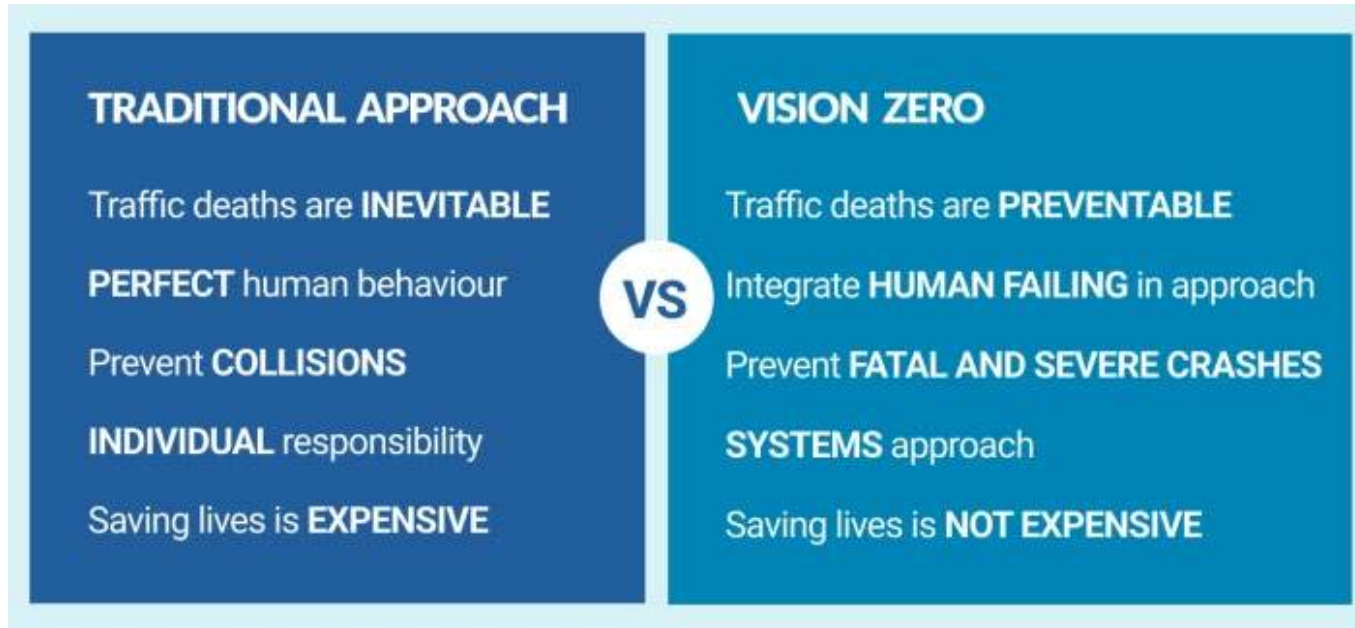 TRADITIONAL APPROACH
Traffic deaths are INEVITABLE
PERFECT human behaviour
Prevent COLLISIONS
INDIVIDUAL responsibility
Saving lives is EXPENSIVE
VS
VISION ZERO
Traffic deaths are PREVENTABLE
Integrate HUMAN FAILING in approach
Prevent FATAL AND SEVERE CRASHES
SYSTEMS approach
Saving lives is NOT EXPENSIVE